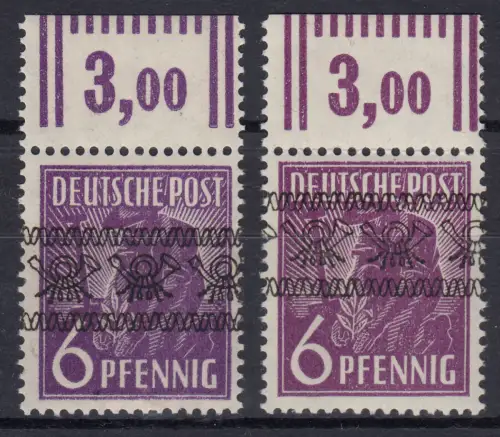 3,00
DEUTSCHE POST
6 PFENNIG
3,00
DEUTSCHE POST
6 PFENNIG